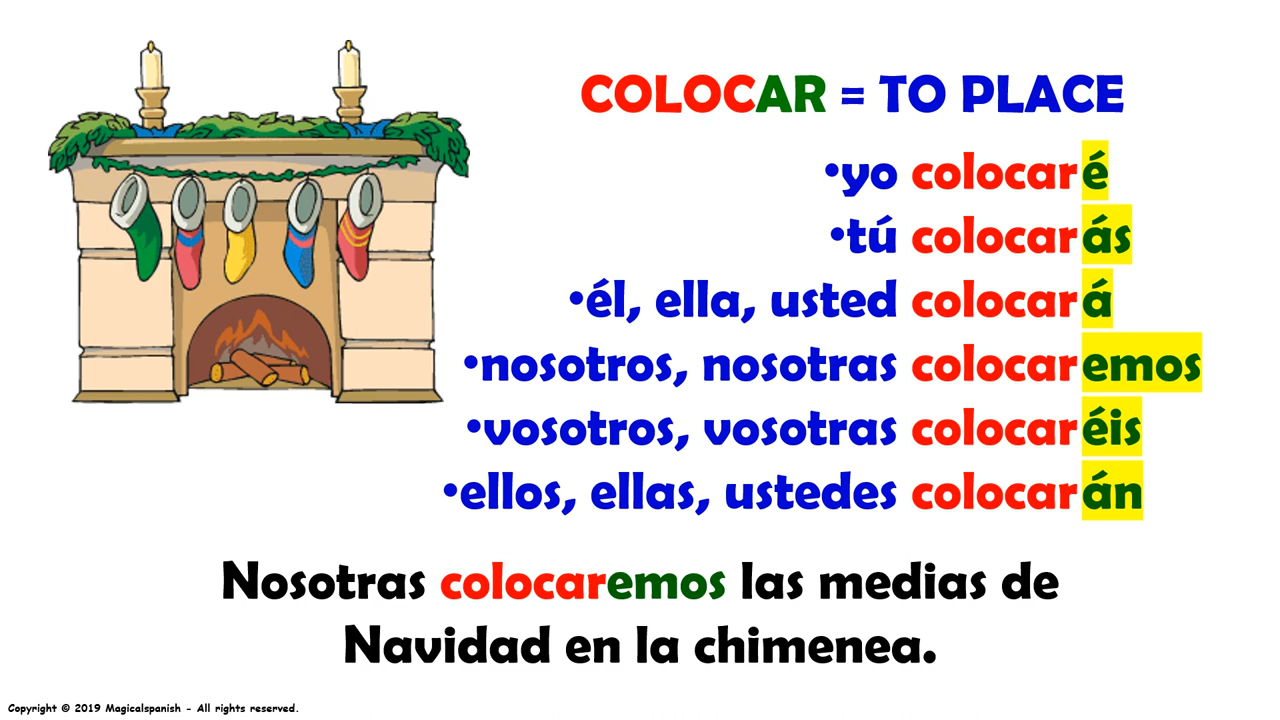 COLOCAR = TO PLACE
•yo colocaré
•tú colocarás
•él, ella, usted colocará
•nosotros, nosotras colocaremos
•vosotros, vosotras colocaréis
•ellos, ellas, ustedes colocarán
Nosotras colocaremos las medias de
Navidad en la chimenea.
Copyright © 2019 Magicalspanish - All rights reserved.